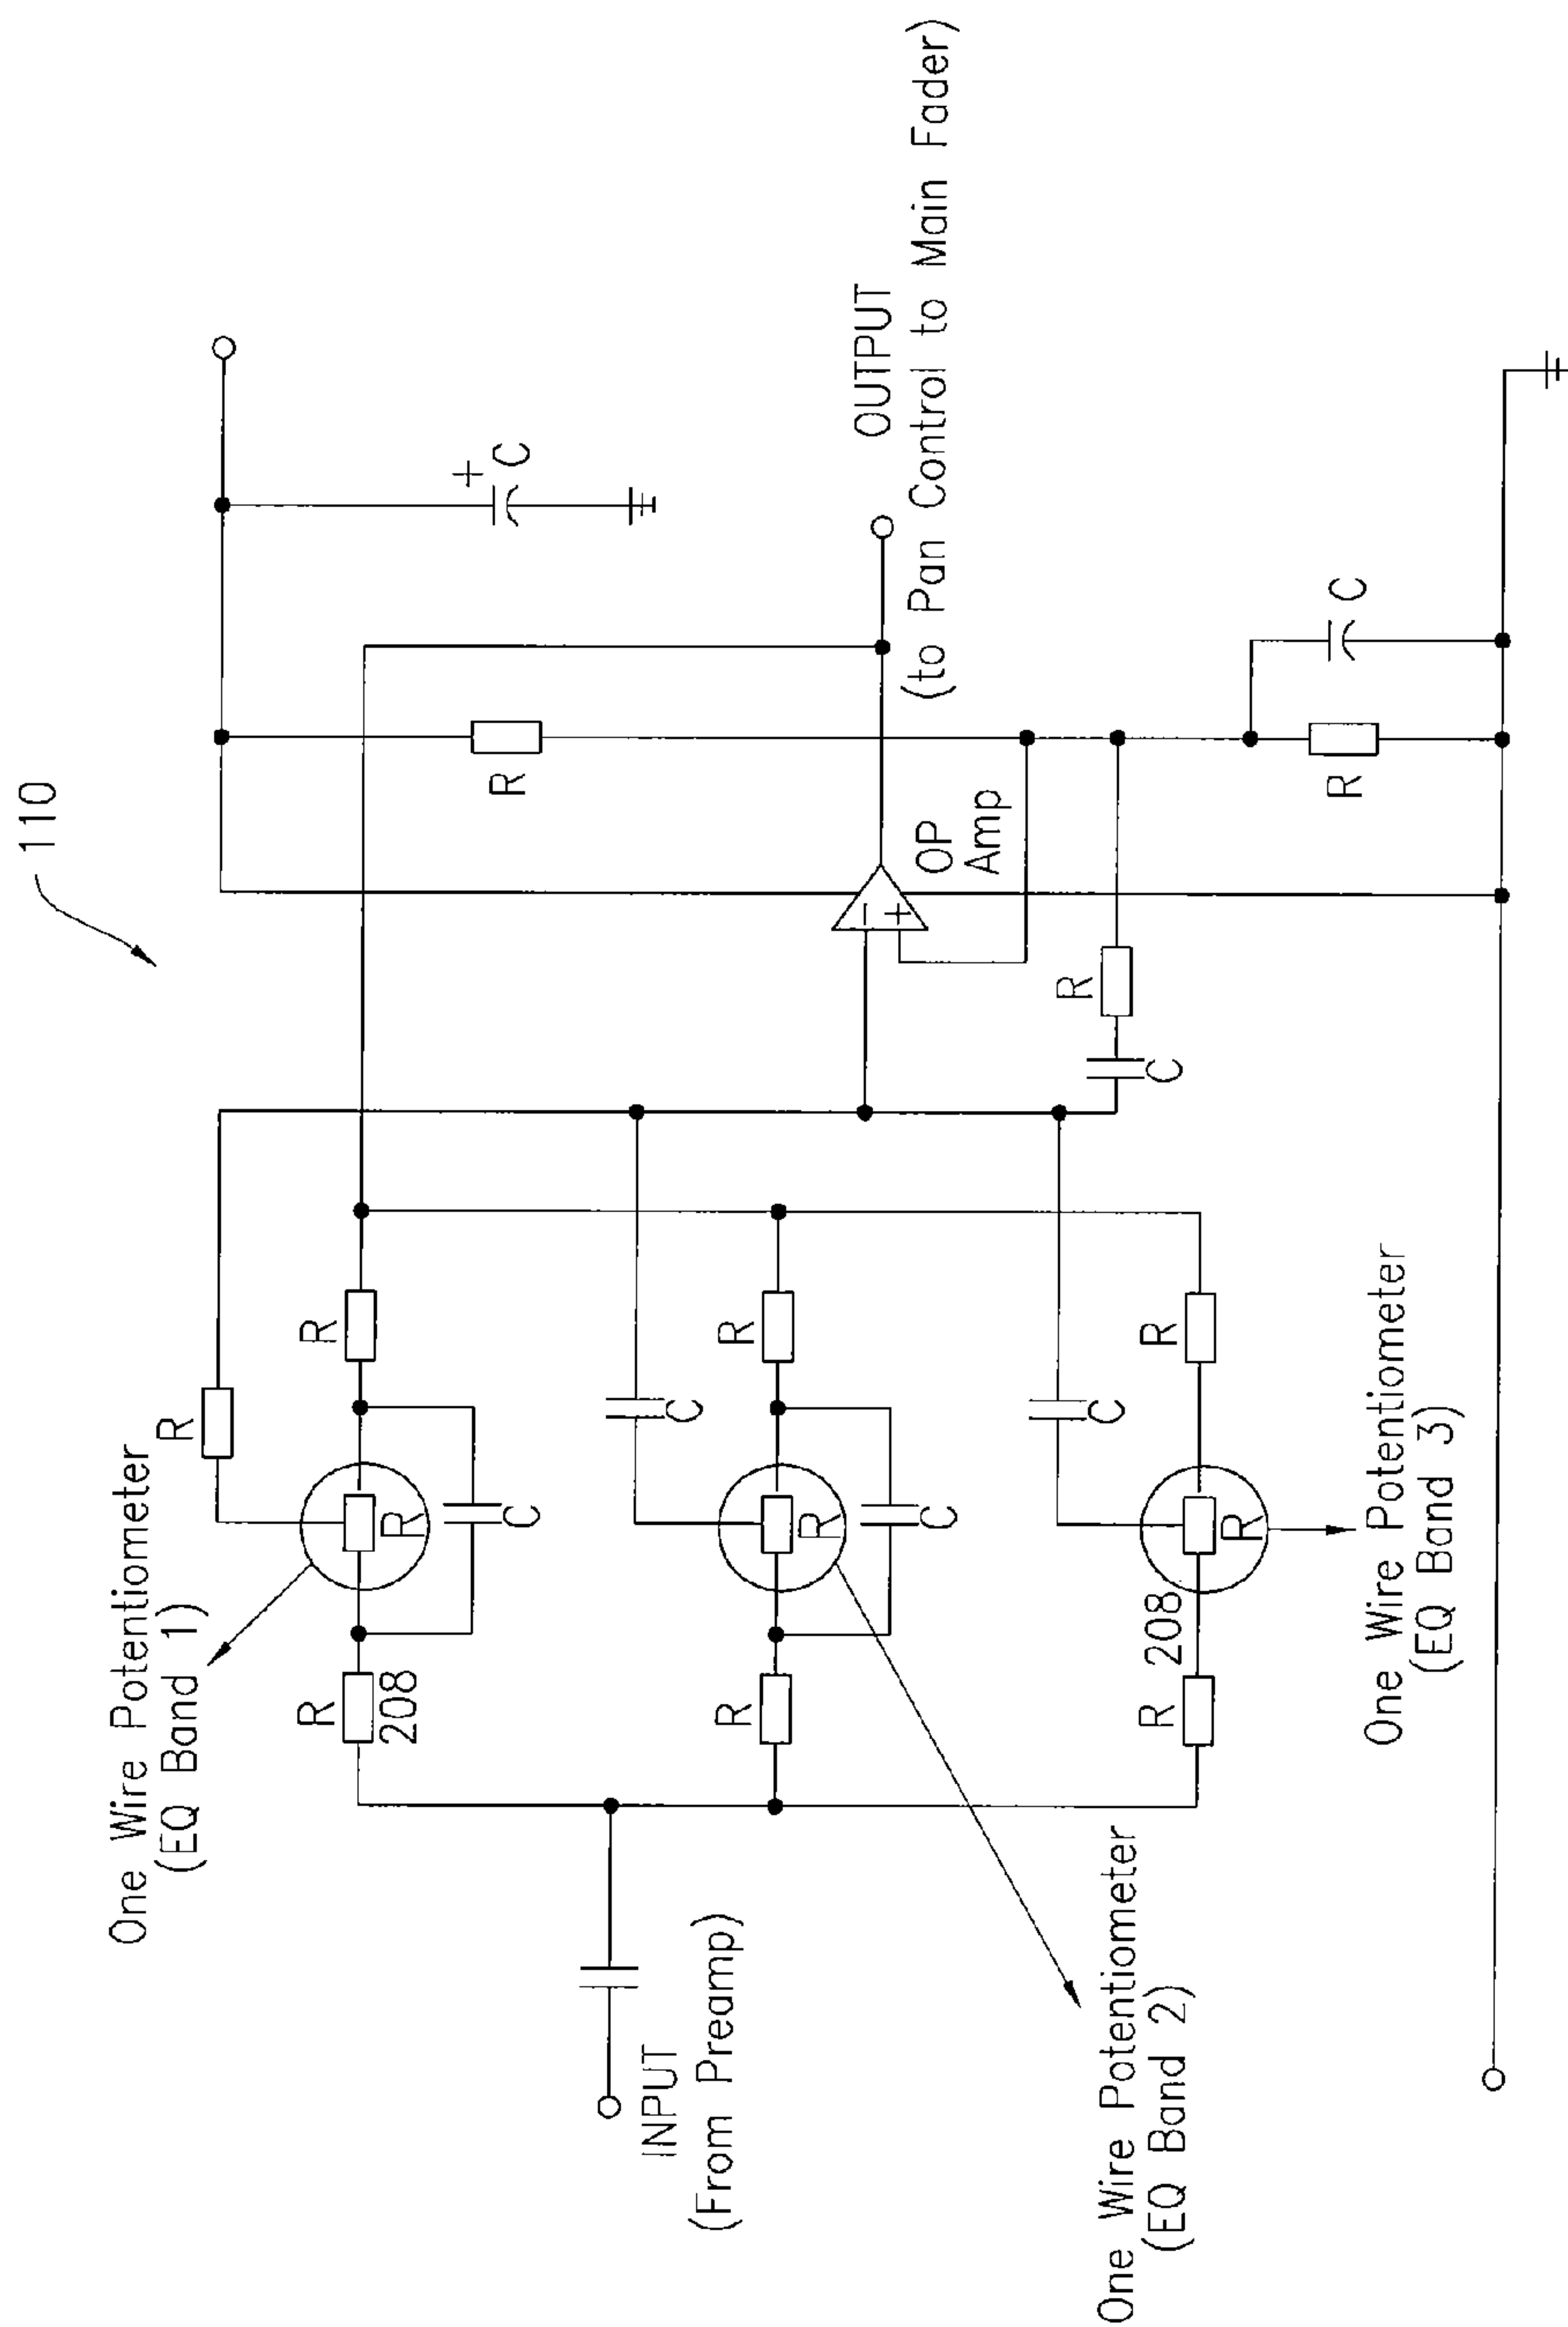 110
One Wire Potentiometer
(EQ Band 1)
R
R
208
R
R
C
R
R
R
C
C
R
208
R
R
C
One Wire Potentiometer
(EQ Band 2)
One Wire Potentiometer
(EQ Band 3)
INPUT
(From Preamp)
C
R
−
+
OP
Amp
R
+
C
OUTPUT
(to Pan Control to Main Fader)
R
C